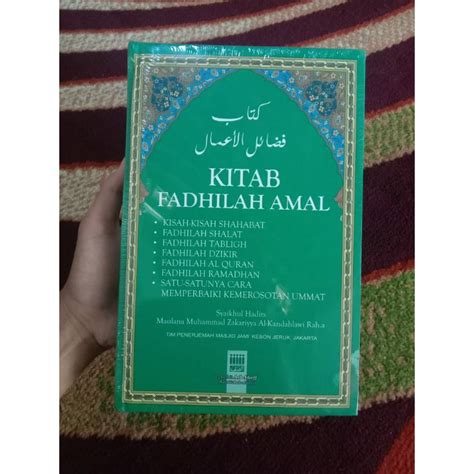 كتاب
فضائل الأعمال
KITAB
FADHILAH AMAL
• KISAH-KISAH SHAHABAT
• FADHILAH SHALAT
• FADHILAH TABLIGH
• FADHILAH DZIKIR
• FADHILAH AL QURAN
• FADHILAH RAMADHAN
• SATU-SATUNYA CARA
MEMPERBAIKI KEMEROSOTAN UMMAT
Syaikhul Hadits
Maulana Muhammad Zakariyya Al-Kandahlawi Rah.a
TIM PENERJEMAH MASJID JAMI' KEBON JERUK, JAKARTA